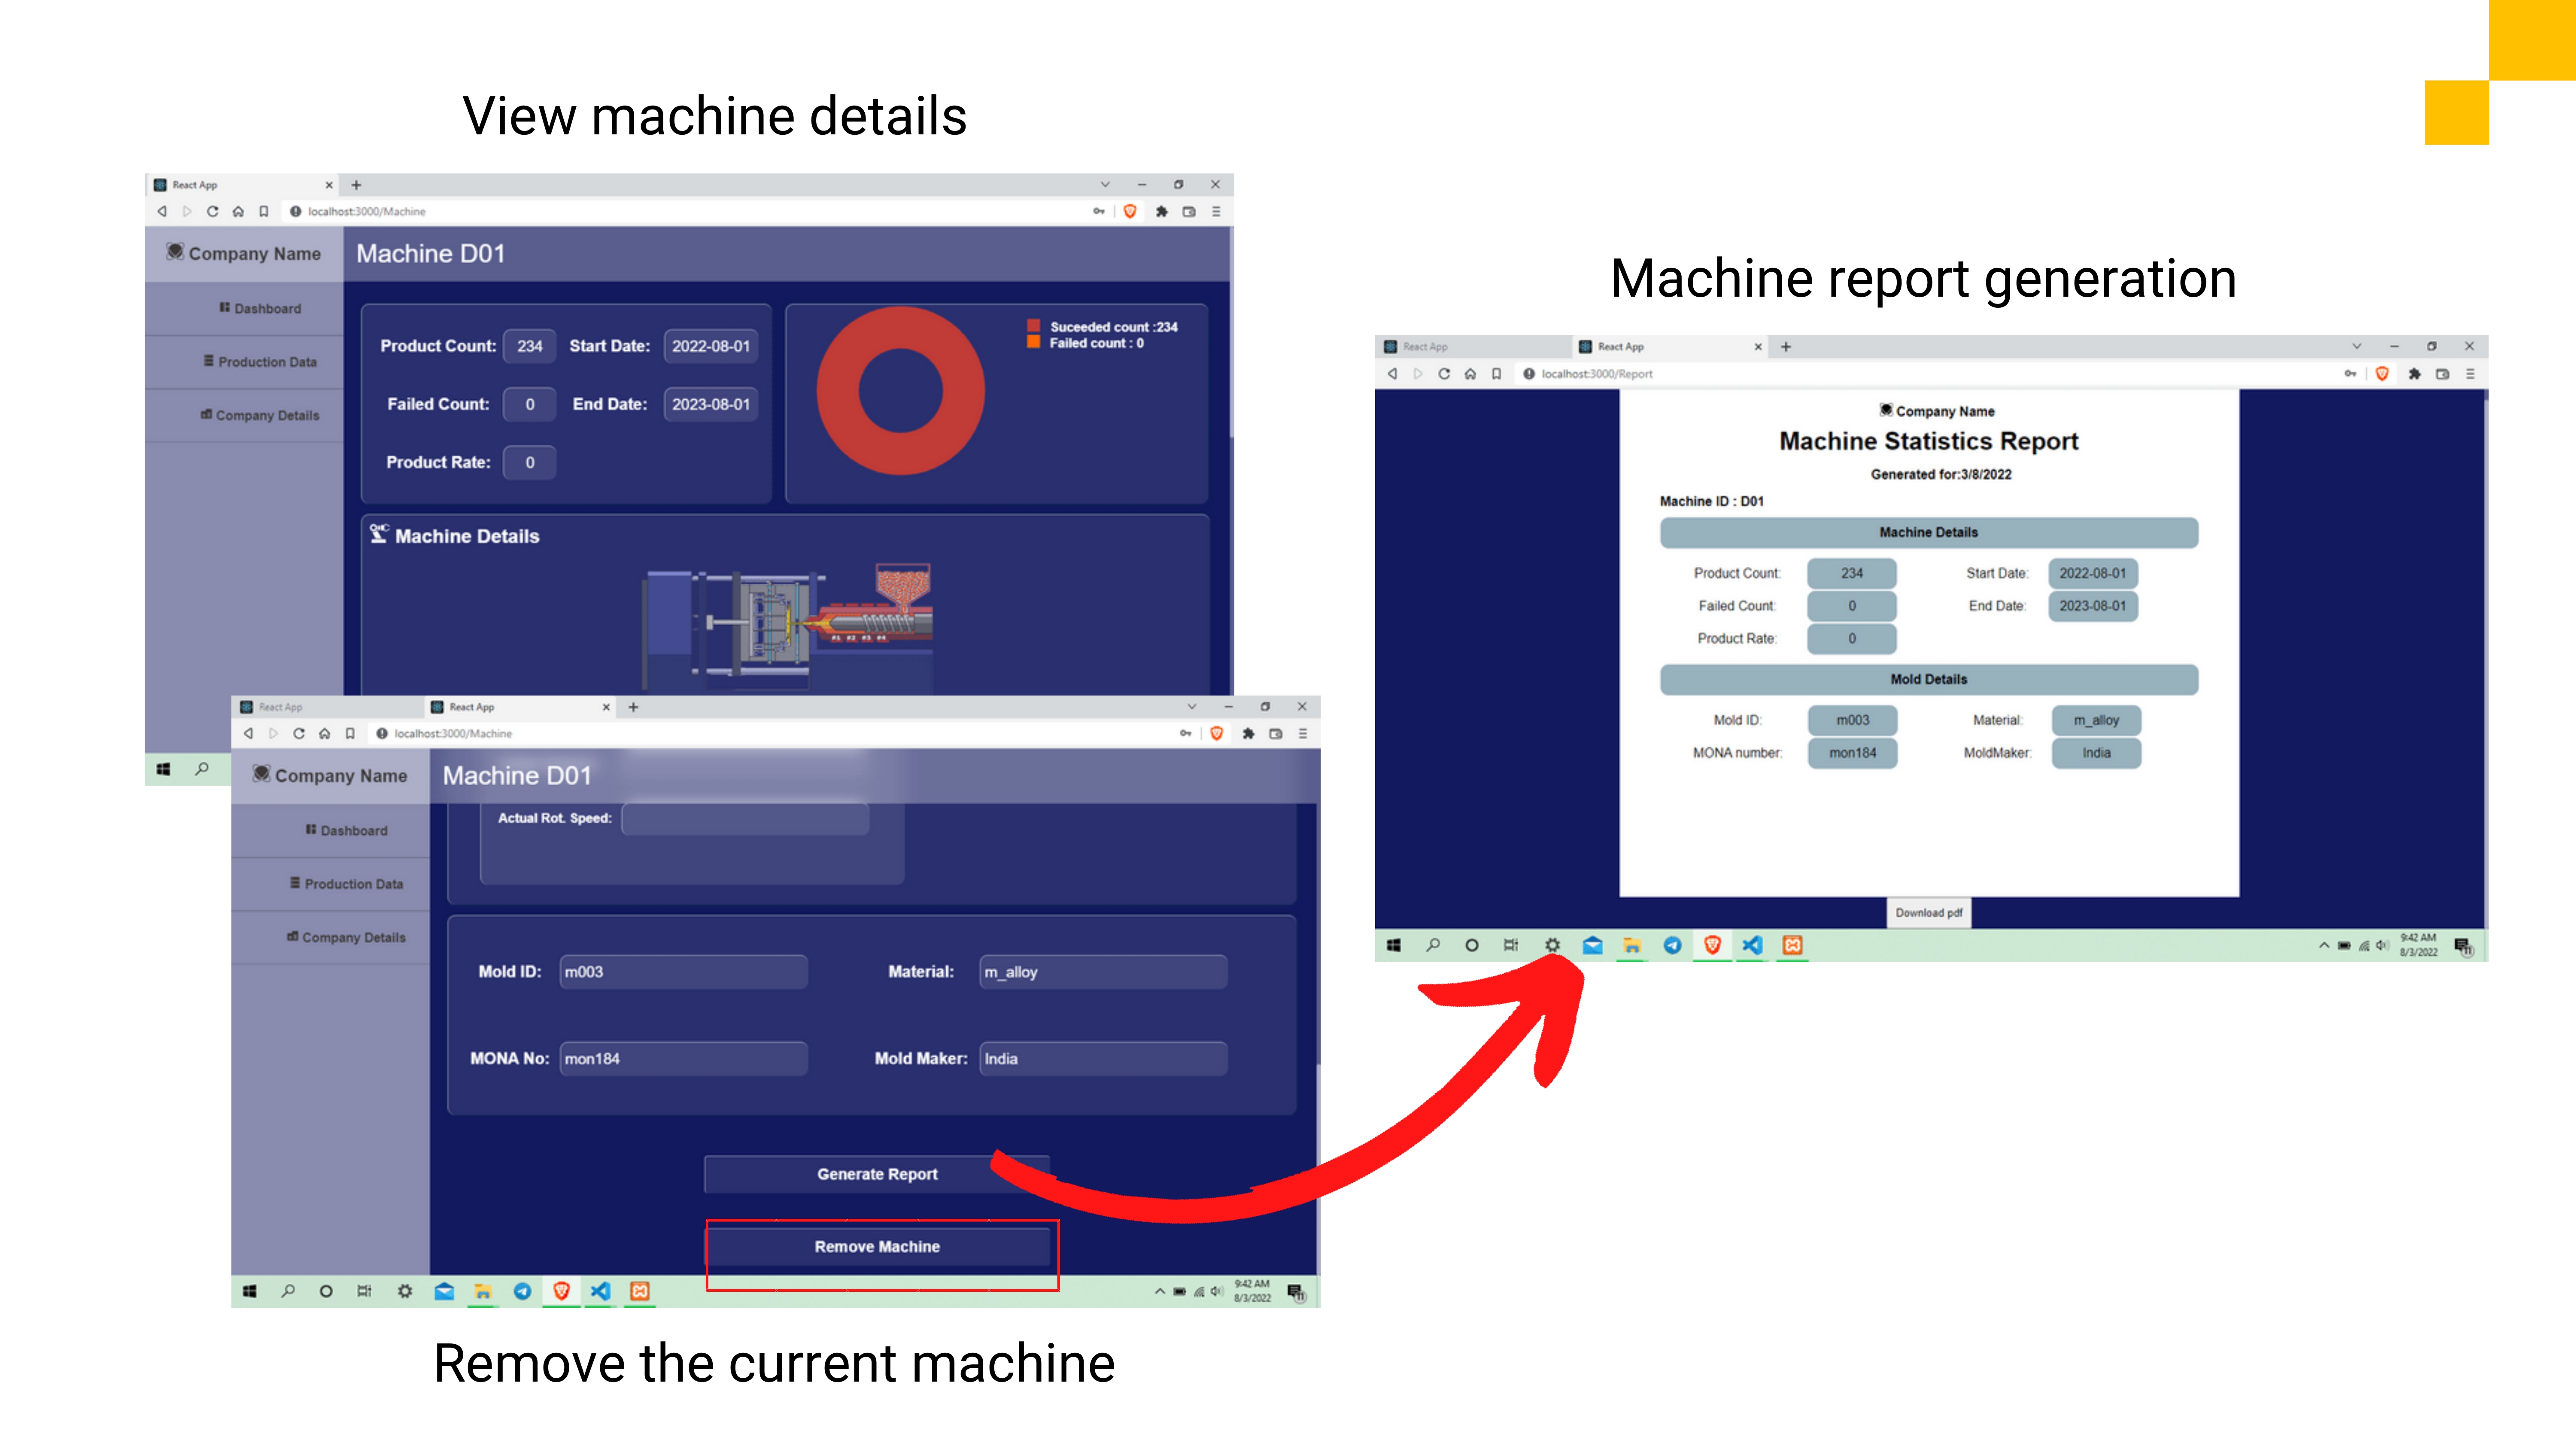 View machine details
React App
localhost:3000/Machine
Company Name
Machine D01
Dashboard
Production Data
Company Details
Product Count: 234 Start Date: 2022-08-01
Failed Count: 0 End Date: 2023-08-01
Product Rate: 0
Suceeded count :234
Failed count : 0
Machine Details
#1 #2 #3 #4
React App
React App
localhost:3000/Machine
Company Name
Machine D01
Dashboard
Production Data
Company Details
Actual Rot. Speed:
Mold ID: m003 Material: m_alloy
MONA No: mon184 Mold Maker: India
Generate Report
Remove Machine
9:42 AM
8/3/2022
11
Remove the current machine
Machine report generation
React App
React App
localhost:3000/Report
Company Name
Machine Statistics Report
Generated for:3/8/2022
Machine ID : D01
Machine Details
Product Count: 234 Start Date: 2022-08-01
Failed Count: 0 End Date: 2023-08-01
Product Rate: 0
Mold Details
Mold ID: m003 Material: m_alloy
MONA number: mon184 MoldMaker: India
Download pdf
9:42 AM
8/3/2022
11